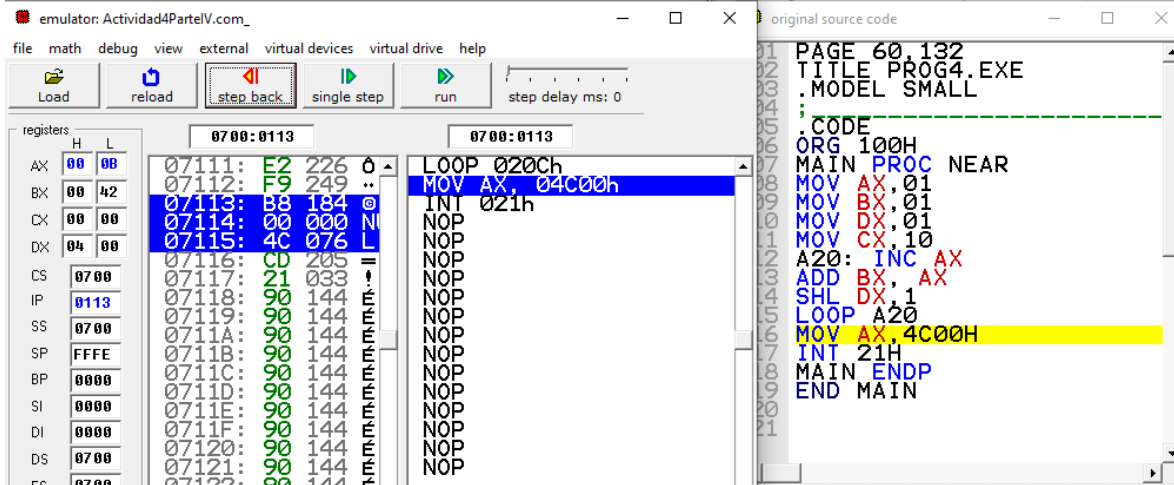 emulator: Actividad4ParteIV.com_
file math debug view external virtual devices virtual drive help
Load reload step back single step run step delay ms: 0
registers
H L
0700:0113 0700:0113
AX 00 0B
BX 00 42
CX 00 00
DX 04 00
CS 0700
IP 0113
SS 0700
SP FFFE
BP 0000
SI 0000
DI 0000
DS 0700
07111: E2 226 ô
07112: F9 249 ¨
07113: B8 184 ©
07114: 00 000
07115: 4C 076 L
07116: CD 205 =
07117: 21 033 !
07118: 90 144 É
07119: 90 144 É
0711A: 90 144 É
0711B: 90 144 É
0711C: 90 144 É
0711D: 90 144 É
0711E: 90 144 É
0711F: 90 144 É
07120: 90 144 É
07121: 90 144 É
LOOP 020Ch
MOV AX, 04C00h
INT 021h
NOP
NOP
NOP
NOP
NOP
NOP
NOP
NOP
NOP
NOP
NOP
NOP
NOP
NOP
original source code
01 PAGE 60,132
02 TITLE PROG4.EXE
03 .MODEL SMALL
04 ;______________________________
05 .CODE
06 ORG 100H
07 MAIN PROC NEAR
08 MOV AX,01
09 MOV BX,01
10 MOV DX,01
11 MOV CX,10
12 A20: INC AX
13 ADD BX, AX
14 SHL DX,1
15 LOOP A20
16 MOV AX,4C00H
17 INT 21H
18 MAIN ENDP
19 END MAIN
20
21